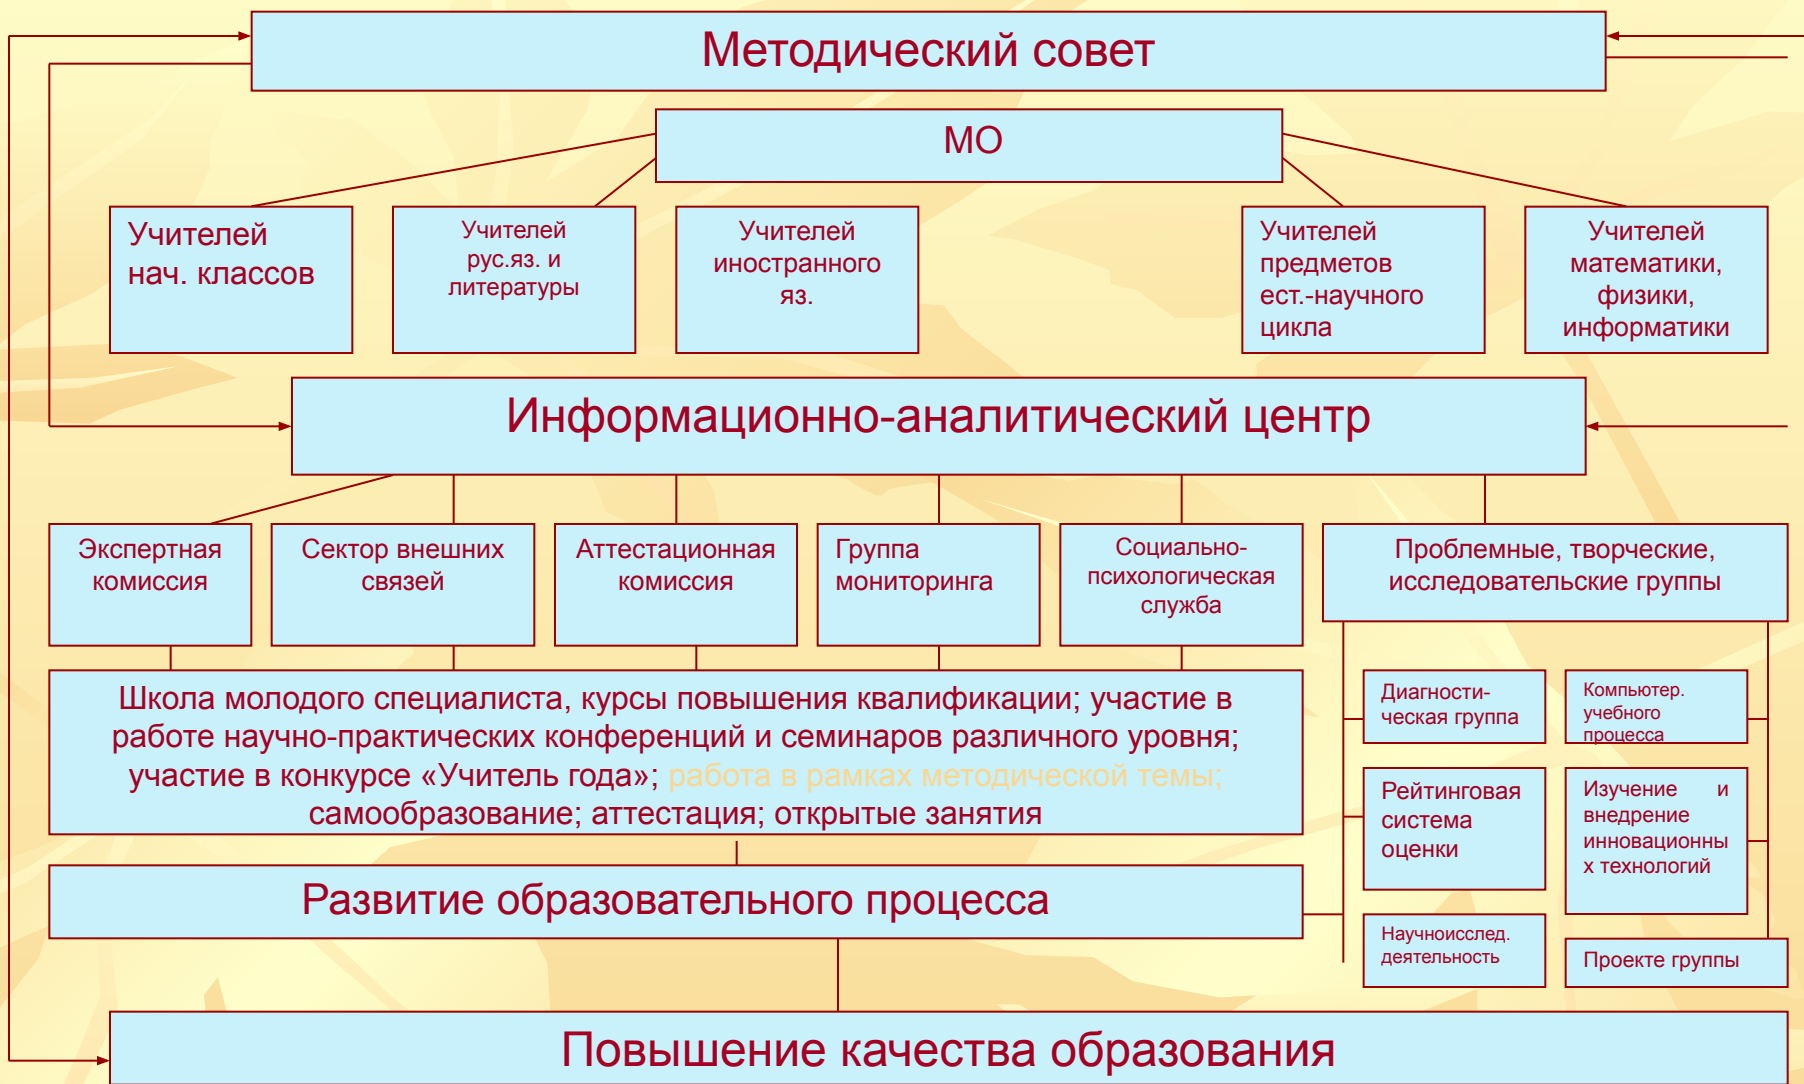 Методический совет
МО
Учителей
нач. классов
Учителей
рус.яз. и
литературы
Учителей
иностранного
яз.
Учителей
предметов
ест.-научного
цикла
Учителей
математики,
физики,
информатики
Информационно-аналитический центр
Экспертная
комиссия
Сектор внешних
связей
Аттестационная
комиссия
Группа
мониторинга
Социально-
психологическая
служба
Проблемные, творческие,
исследовательские группы
Школа молодого специалиста, курсы повышения квалификации; участие в
работе научно-практических конференций и семинаров различного уровня;
участие в конкурсе «Учитель года»; работа в рамках методической темы;
самообразование; аттестация; открытые занятия
Диагности-
ческая группа
Компьютер.
учебного
процесса
Рейтинговая
система
оценки
Изучение и
внедрение
инновационны
х технологий
Развитие образовательного процесса
Научноисслед.
деятельность
Проекте группы
Повышение качества образования